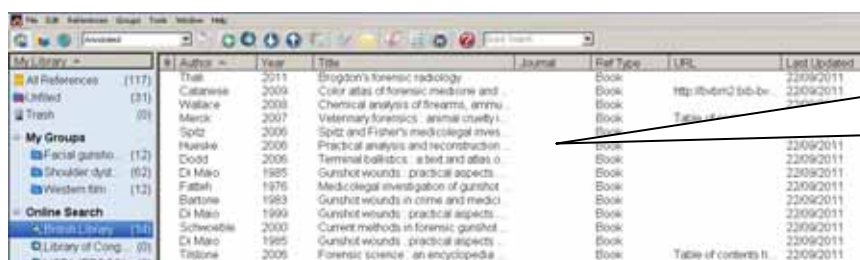 File Edit References Groups Tools Window Help
Annotated
My Library Author Year Title Journal Ref Type URL Last Updated
All References (117) Thali 2011 Brogdon's forensic radiology Book 22/09/2011
Unfiled (31) Catanese 2009 Color atlas of forensic medicine and ... Book 22/09/2011
Trash (0) Wallace 2008 Chemical analysis of firearms, ammu... Book 22/09/2011
Merck 2007 Veterinary forensics : animal cruelty i... Book Table of
My Groups Spitz 2006 Spitz and Fisher's medicolegal inves... Book
Facial gunsho... (12) Hueske 2006 Practical analysis and reconstruction ... Book 22/09/2011
Shoulder dyst... (62) Dodd 2006 Terminal ballistics : a text and atlas o... Book 22/09/2011
Western film (12) Di Maio 1985 Gunshot wounds : practical aspects ... Book 22/09/2011
Fatteh 1976 Medicolegal investigation of gunshot ... Book 22/09/2011
Online Search Bartone 1983 Gunshot wounds in crime and medici... Book 22/09/2011
British Library (14) Di Maio 1999 Gunshot wounds : practical aspects ... Book 22/09/2011
Library of Cong... (0) Schwoeble 2000 Current methods in forensic gunshot ... Book 22/09/2011
Di Maio 1985 Gunshot wounds : practical aspects ... Book 22/09/2011
2006 Forensic science : an encyclopedia ... Book Table of contents 22/09/2011